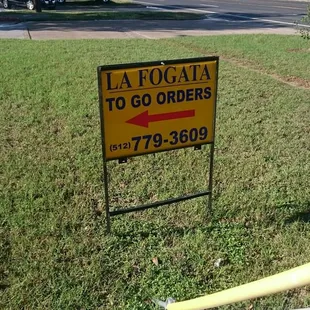 LA FOGATA
TO GO ORDERS
(512) 779-3609